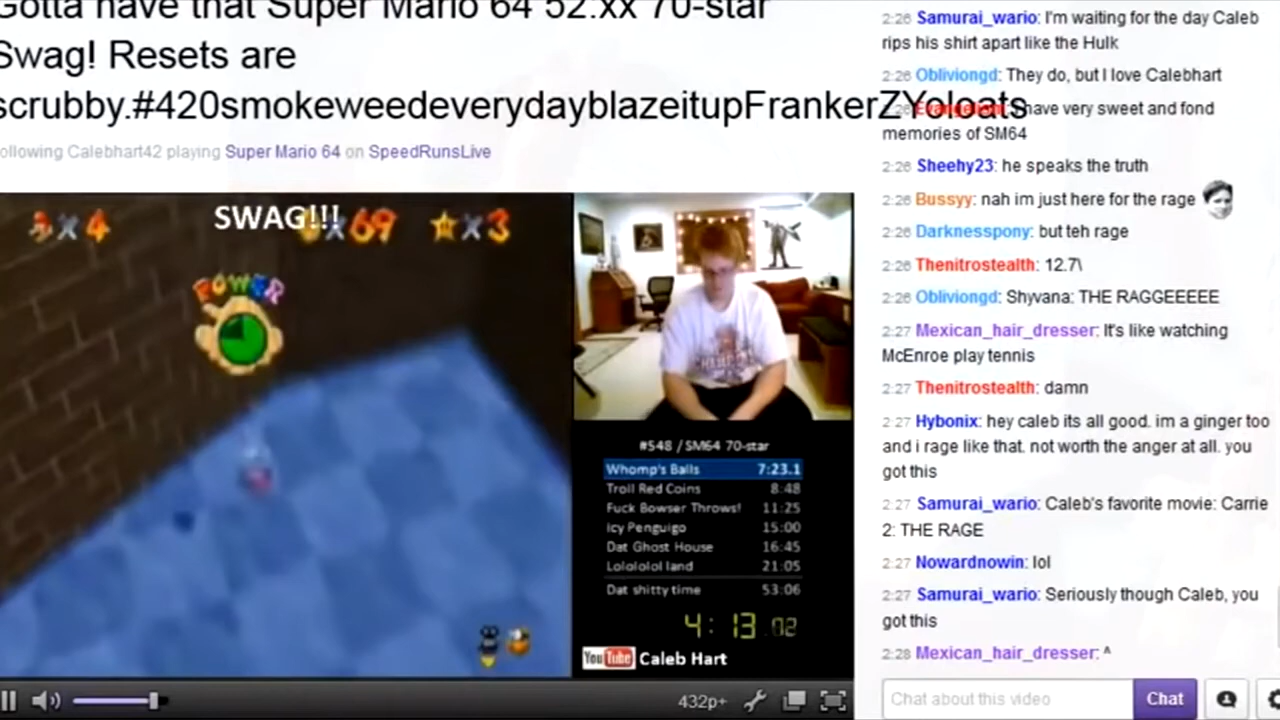 Gotta have that Super Mario 64 52:xx 70-star
Swag! Resets are
scrubby.#420smokeweedeverydayblazeitupFrankerZYoloats
ollowing Calebhart42 playing Super Mario 64 on SpeedRunsLive
x 4
SWAG!!!
x69
x3
POWER
#548 / SM64 70-star
Whomp's Balls 7:23.1
Troll Red Coins 8:48
Fuck Bowser Throws! 11:25
Icy Penguigo 15:00
Dat Ghost House 16:45
Lolololol land 21:05
Dat shitty time 53:06
4:13.02
YouTube Caleb Hart
432p+
2:26 Samurai_wario: I'm waiting for the day Caleb
rips his shirt apart like the Hulk
2:26 Obliviongd: They do, but I love Calebhart
2:26 : I have very sweet and fond
memories of SM64
2:26 Sheehy23: he speaks the truth
2:26 Bussyy: nah im just here for the rage
2:26 Darknesspony: but teh rage
2:26 Thenitrostealth: 12.7\
2:26 Obliviongd: Shyvana: THE RAGGEEEEE
2:27 Mexican_hair_dresser: It's like watching
McEnroe play tennis
2:27 Thenitrostealth: damn
2:27 Hybonix: hey caleb its all good. im a ginger too
and i rage like that. not worth the anger at all. you
got this
2:27 Samurai_wario: Caleb's favorite movie: Carrie
2: THE RAGE
2:27 Nowardnowin: lol
2:27 Samurai_wario: Seriously though Caleb, you
got this
2:28 Mexican_hair_dresser: ^
Chat about this video
Chat